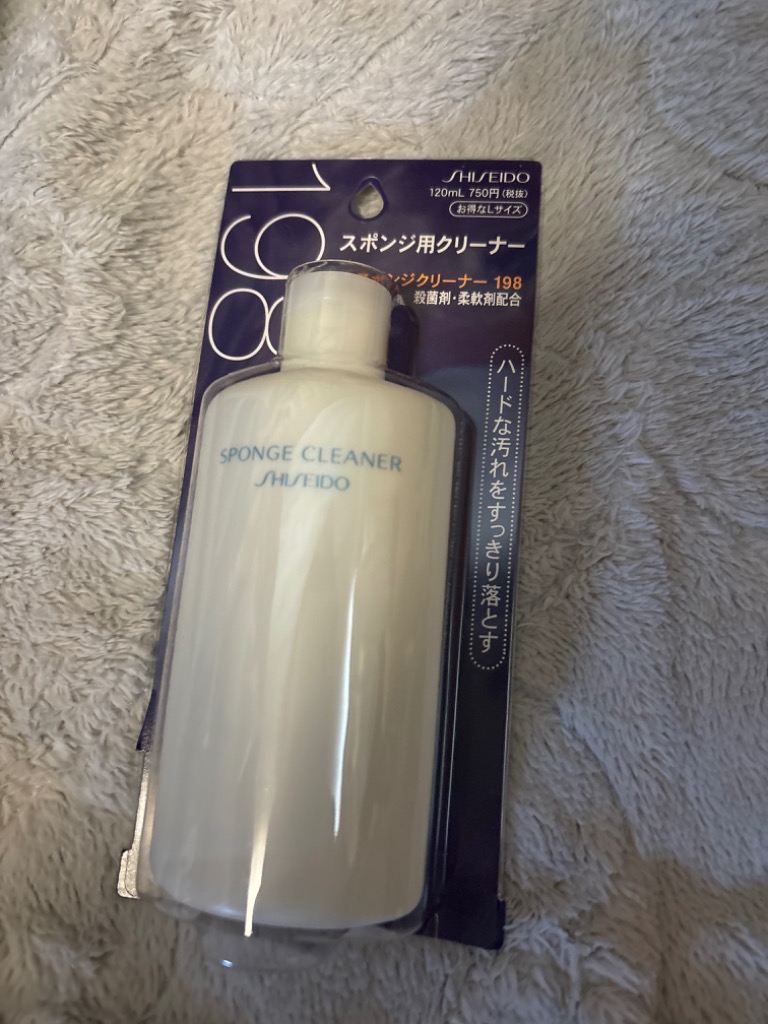 SHISEIDO
120mL 750円(税抜)
お得なLサイズ
198
スポンジ用クリーナー
ンジクリーナー 198
殺菌剤・柔軟剤配合
ハードな汚れをすっきり落とす
SPONGE CLEANER
SHISEIDO